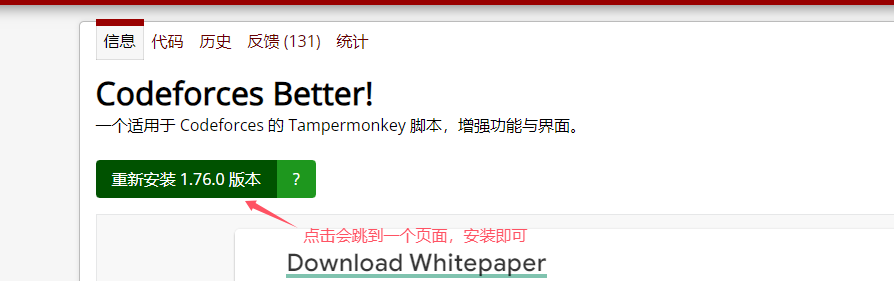 信息 代码 历史 反馈 (131) 统计
Codeforces Better!
一个适用于 Codeforces 的 Tampermonkey 脚本，增强功能与界面。
重新安装 1.76.0 版本 ?
点击会跳到一个页面，安装即可
Download Whitepaper